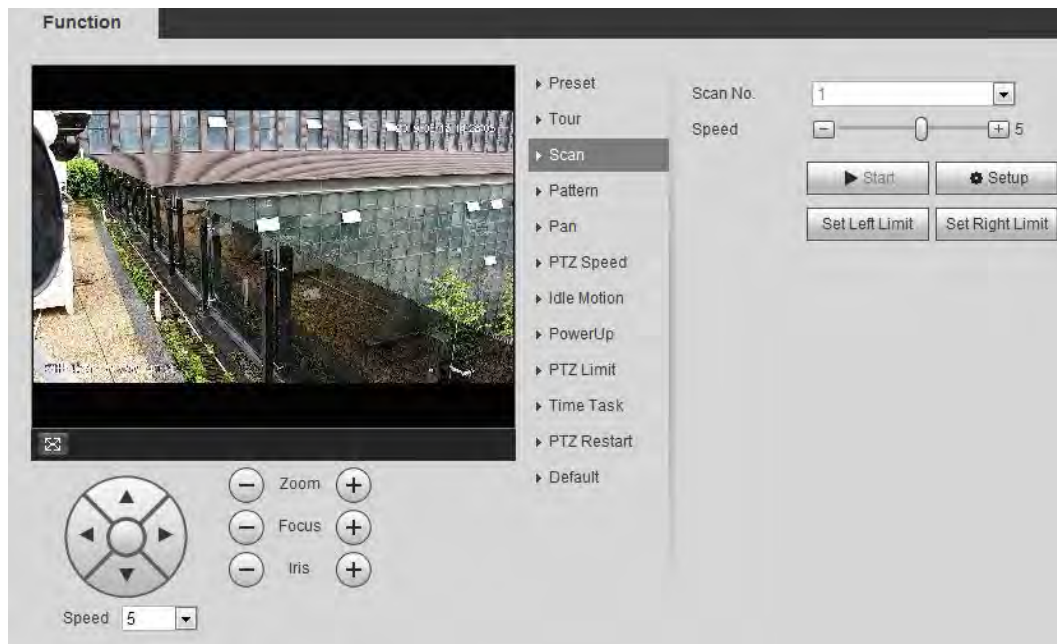 Function
Preset
Tour
Scan
Pattern
Pan
PTZ Speed
Idle Motion
PowerUp
PTZ Limit
Time Task
PTZ Restart
Default
Scan No. 1
Speed 5
Start Setup
Set Left Limit Set Right Limit
Zoom
Focus
Iris
Speed 5